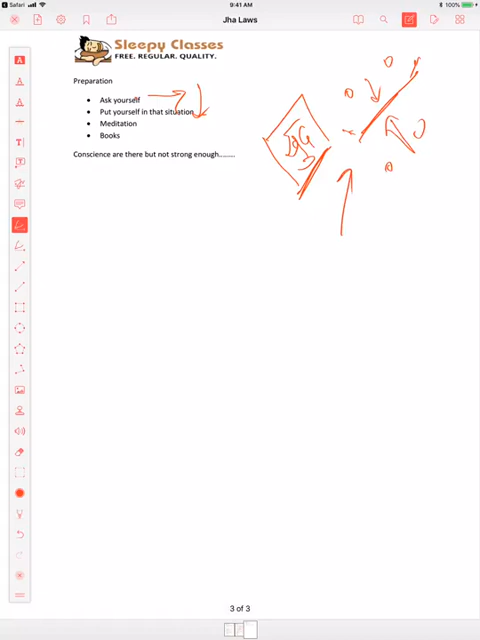 Safari
9:41 AM
100%
Jha Laws
Sleepy Classes
FREE. REGULAR. QUALITY.
Preparation
Ask yourself
Put yourself in that situation
Meditation
Books
Conscience are there but not strong enough.........
3 of 3